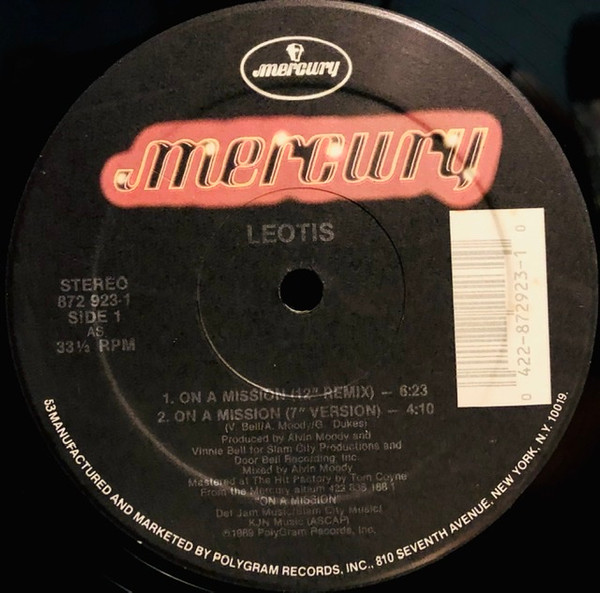 mercury
mercury
LEOTIS
STEREO
872 923-1
SIDE 1
AS
33⅓ RPM
0 422-872923-1 0
1. ON A MISSION (12" REMIX) – 6:23
2. ON A MISSION (7" VERSION) – 4:10
(V. Bell/A. Moody/G. Dukes)
Produced by Alvin Moody and
Vinnie Bell for Slam City Productions and
Door Bell Recording, Inc.
Mixed by Alvin Moody
Mastered at The Hit Factory by Tom Coyne
From the Mercury album 422 836 168 1
"ON A MISSION"
Def Jam Music/Slam City Music/
KJN Music (ASCAP)
℗©1989 PolyGram Records, Inc.
53MANUFACTURED AND MARKETED BY POLYGRAM RECORDS, INC., 810 SEVENTH AVENUE, NEW YORK, N.Y. 10019.